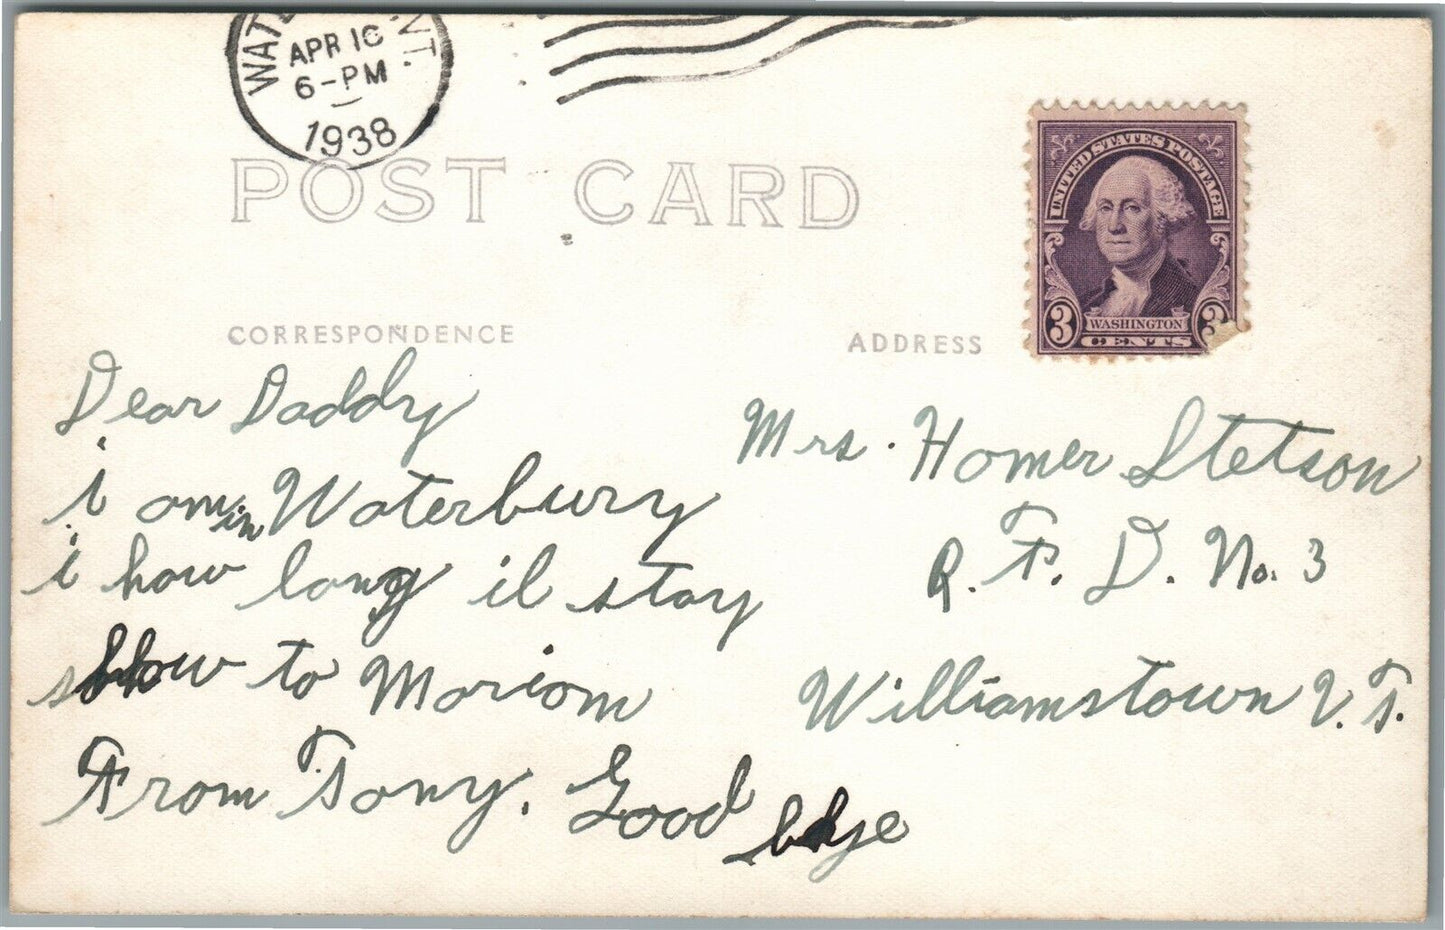 WAT NT.
APR 16
6-PM
1938
POST CARD
CORRESPONDENCE
ADDRESS
UNITED STATES POSTAGE
3 WASHINGTON 3
CENTS
Dear Daddy
i am in Waterbury
i how long il stay
show to Moriom
From Tony. Good bye
Mrs. Homer Stetson
R. F. D. No. 3
Williamstown V.T.